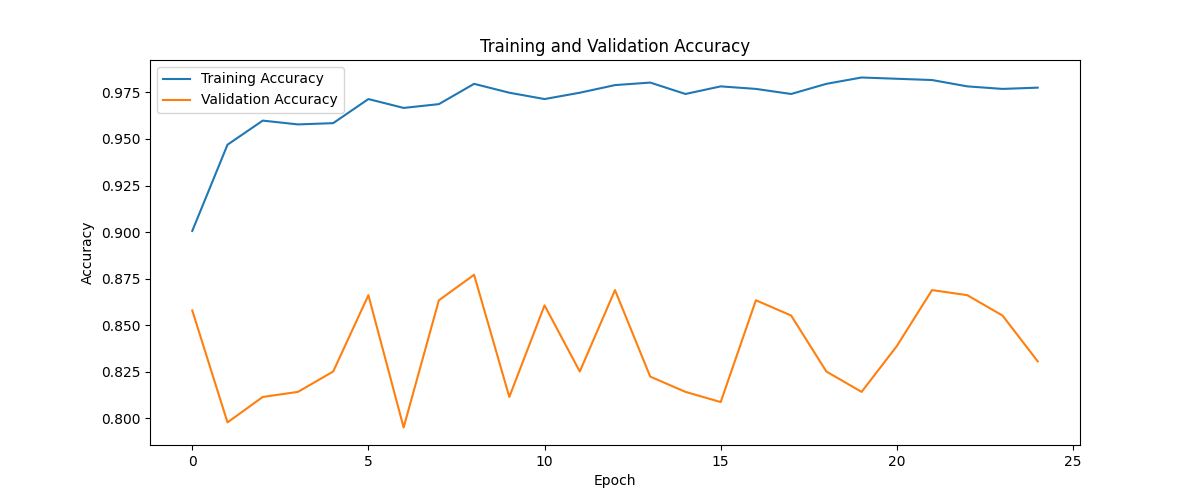 Training and Validation Accuracy
Training Accuracy
Validation Accuracy
0.975
0.950
0.925
0.900
0.875
0.850
0.825
0.800
Accuracy
0 5 10 15 20 25
Epoch